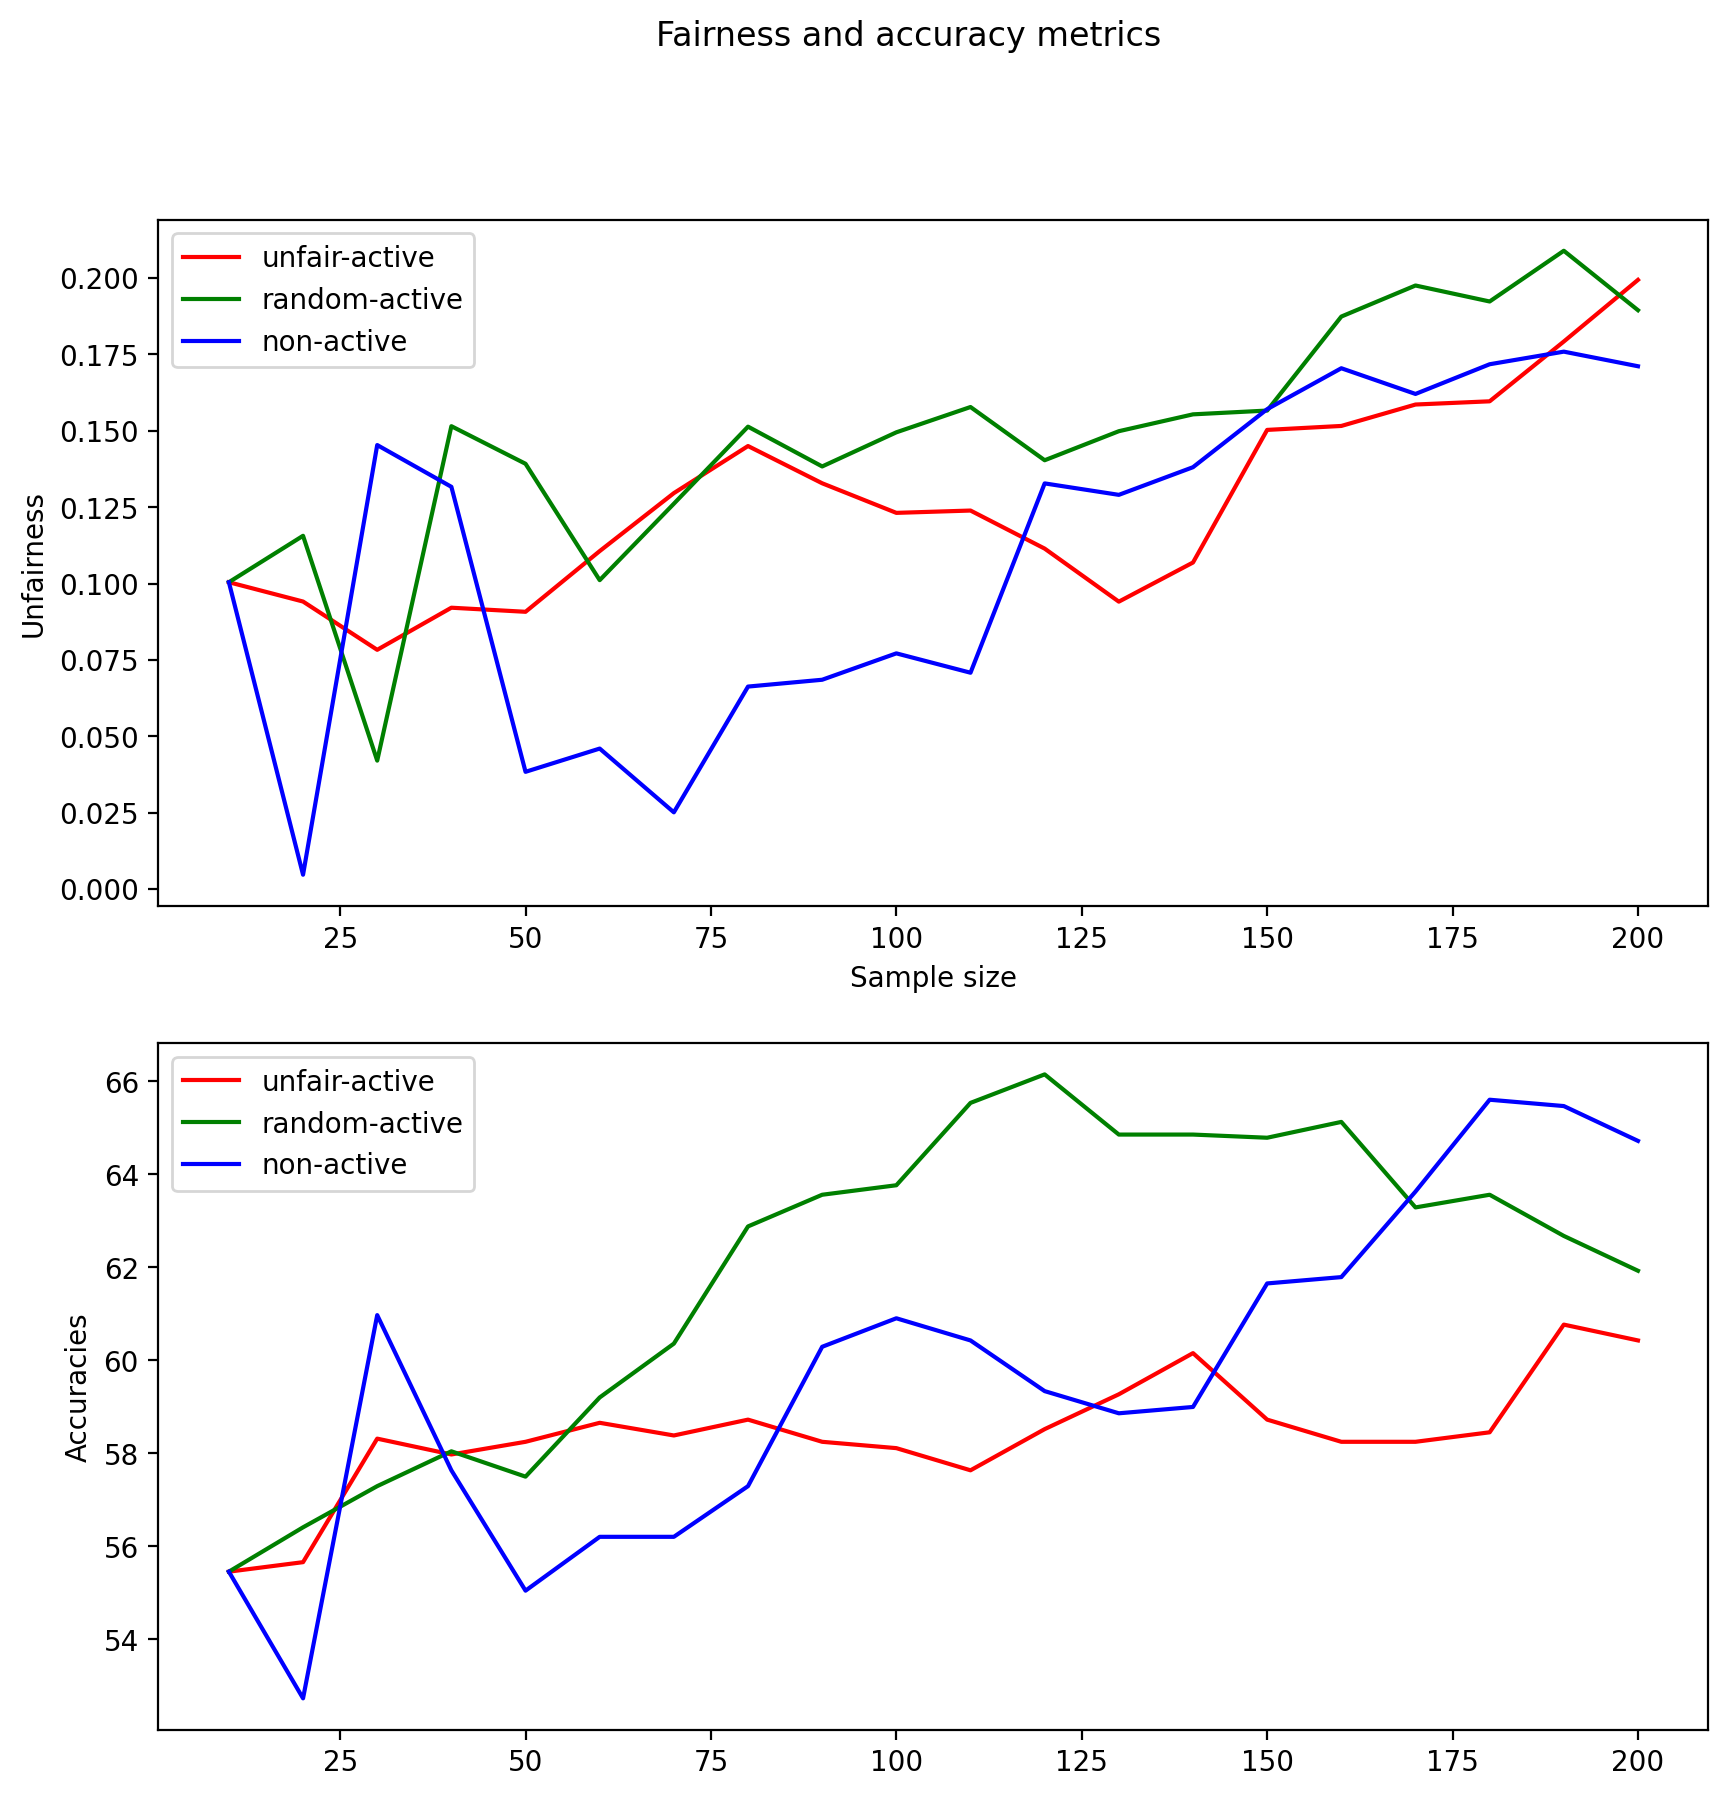 Fairness and accuracy metrics
unfair-active
random-active
non-active
0.200
0.175
0.150
0.125
0.100
0.075
0.050
0.025
0.000
Unfairness
25 50 75 100 125 150 175 200
Sample size
unfair-active
random-active
non-active
66
64
62
60
58
56
54
Accuracies
25 50 75 100 125 150 175 200